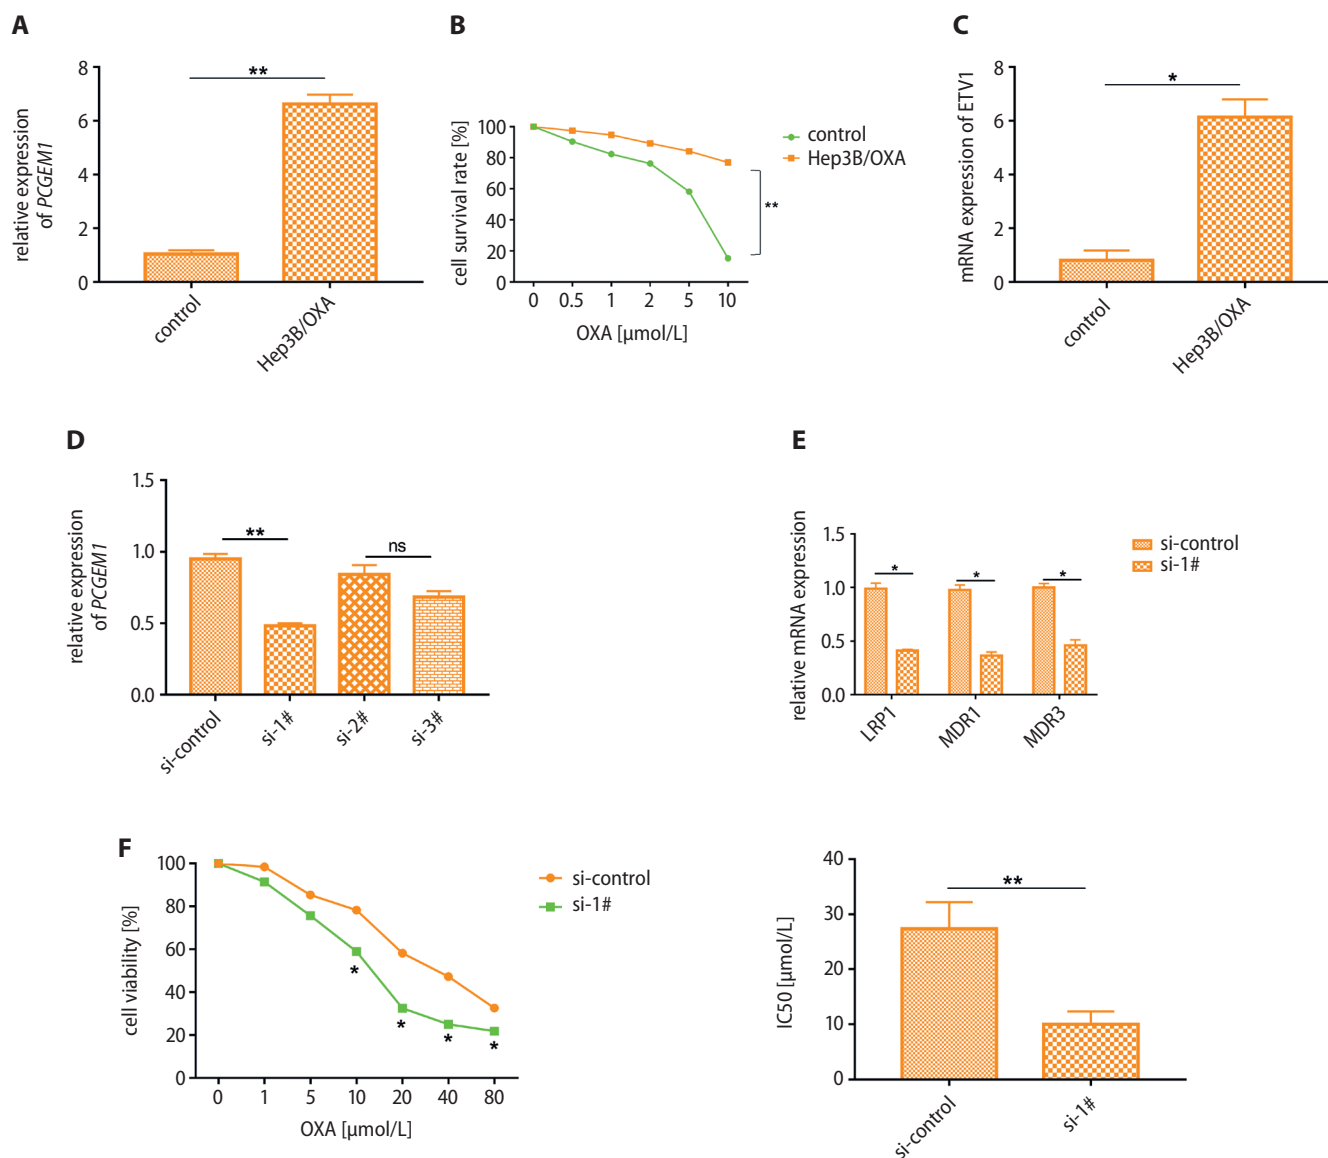 A
relative expression
of PCGEM1
8
6
4
2
0
**
control
Hep3B/OXA
B
cell survival rate [%]
100
80
60
40
20
0
0 0.5 1 2 5 10
OXA [µmol/L]
control
Hep3B/OXA
**
C
mRNA expression of ETV1
8
6
4
2
0
*
control
Hep3B/OXA
D
relative expression
of PCGEM1
1.5
1.0
0.5
0.0
**
ns
si-control
si-1#
si-2#
si-3#
E
relative mRNA expression
1.5
1.0
0.5
0.0
* * *
LRP1
MDR1
MDR3
si-control
si-1#
F
cell viability [%]
100
80
60
40
20
0
* * * *
0 1 5 10 20 40 80
OXA [µmol/L]
si-control
si-1#
IC50 [µmol/L]
40
30
20
10
0
**
si-control
si-1#